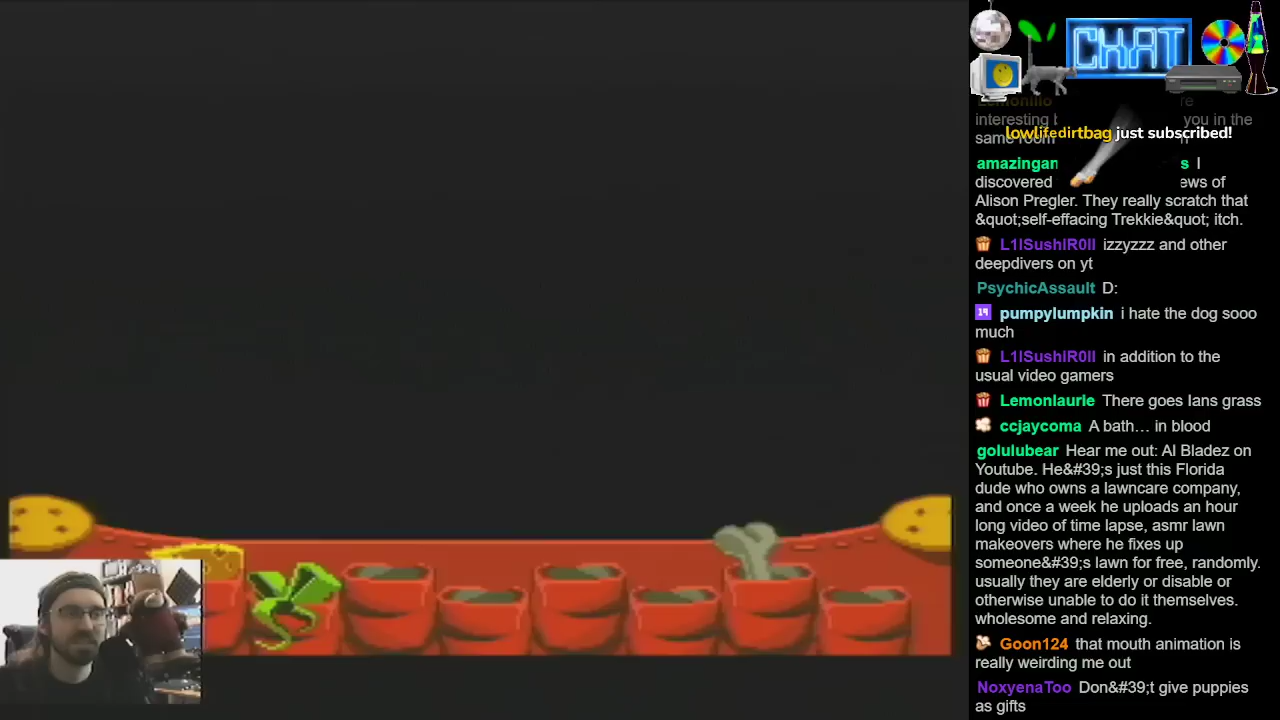 CHAT
Lemonillo re
interesting you in the
same room
lowlifedirtbag just subscribed!
amazingan s I
discovered ews of
Alison Pregler. They really scratch that
&quot;self-effacing Trekkie&quot; itch.
L1lSushIR0ll izzyzzz and other
deepdivers on yt
PsychicAssault D:
19 pumpylumpkin i hate the dog sooo
much
L1lSushIR0ll in addition to the
usual video gamers
Lemonlaurie There goes Ians grass
ccjaycoma A bath… in blood
golulubear Hear me out: Al Bladez on
Youtube. He&#39;s just this Florida
dude who owns a lawncare company,
and once a week he uploads an hour
long video of time lapse, asmr lawn
makeovers where he fixes up
someone&#39;s lawn for free, randomly.
usually they are elderly or disable or
otherwise unable to do it themselves.
wholesome and relaxing.
Goon124 that mouth animation is
really weirding me out
NoxyenaToo Don&#39;t give puppies
as gifts